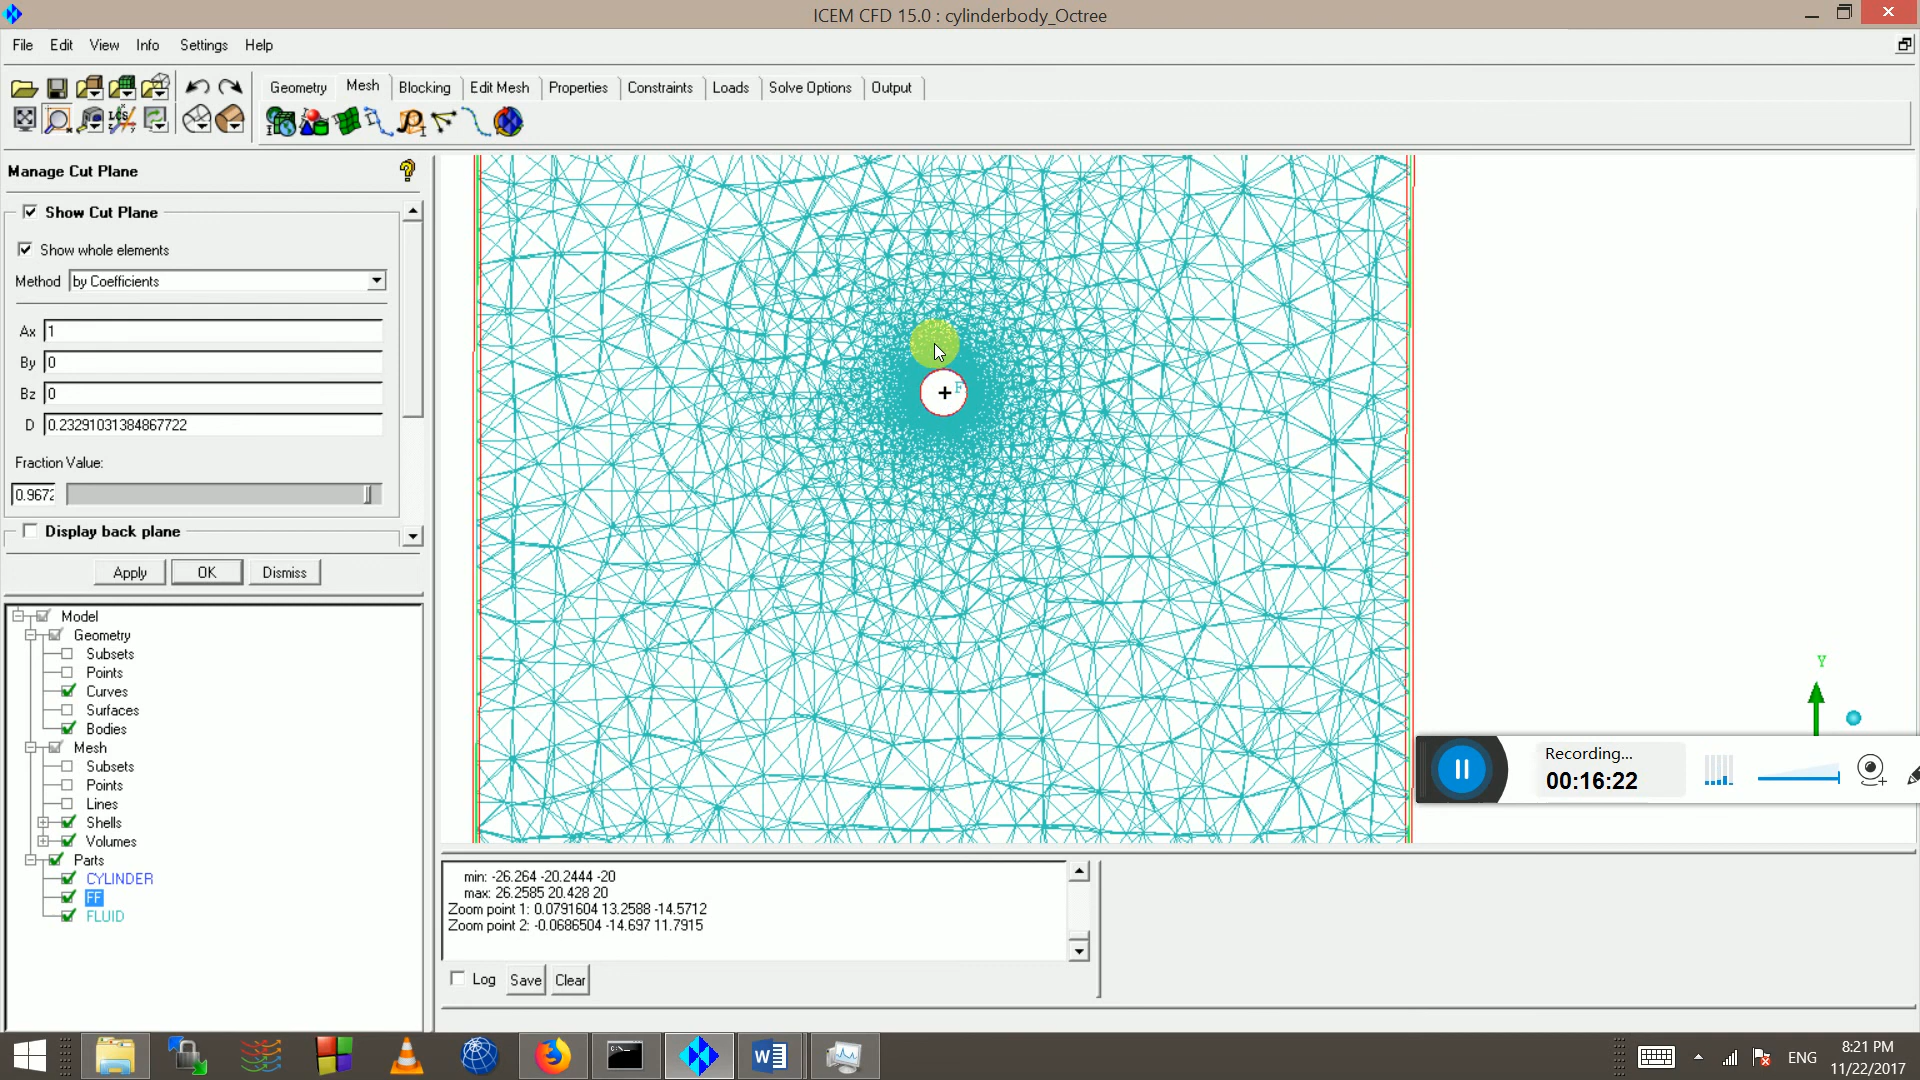 ICEM CFD 15.0 : cylinderbody_Octree
File Edit View Info Settings Help
Geometry Mesh Blocking Edit Mesh Properties Constraints Loads Solve Options Output
LCS
Manage Cut Plane
Show Cut Plane
Show whole elements
Method by Coefficients
Ax 1
By 0
Bz 0
D 0.23291031384867722
Fraction Value:
0.9672
Display back plane
Apply OK Dismiss
Model
Geometry
Subsets
Points
Curves
Surfaces
Bodies
Mesh
Subsets
Points
Lines
Shells
Volumes
Parts
CYLINDER
FF
FLUID
F
Y
Recording...
00:16:22
min: -26.264 -20.2444 -20
max: 26.2585 20.428 20
Zoom point 1: 0.0791604 13.2588 -14.5712
Zoom point 2: -0.0686504 -14.697 11.7915
Log Save Clear
ENG
8:21 PM
11/22/2017